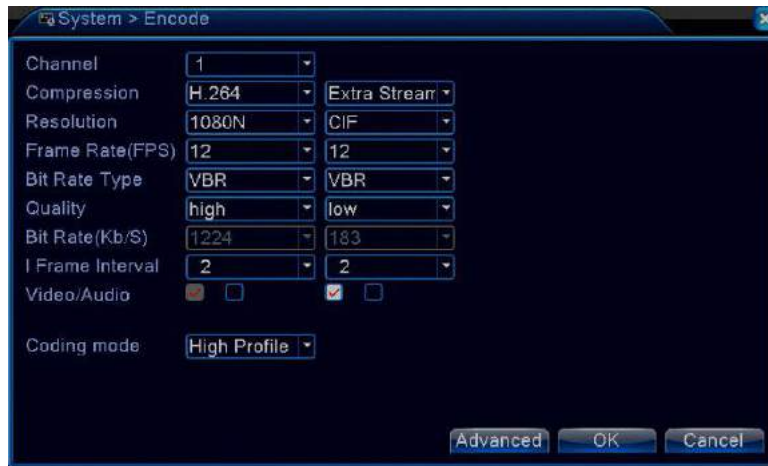 System > Encode
Channel 1
Compression H.264 Extra Stream
Resolution 1080N CIF
Frame Rate(FPS) 12 12
Bit Rate Type VBR VBR
Quality high low
Bit Rate(Kb/S) 1224 183
I Frame Interval 2 2
Video/Audio
Coding mode High Profile
Advanced OK Cancel